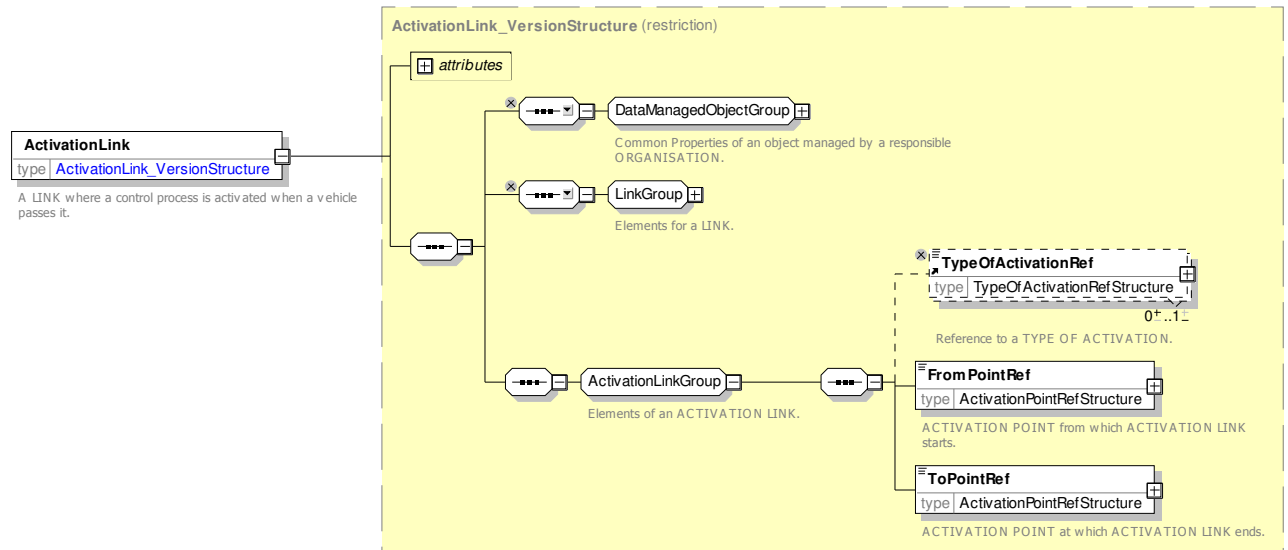 ActivationLink_VersionStructure (restriction)
attributes
DataManagedObjectGroup
Common Properties of an object managed by a responsible
ORGANISATION.
ActivationLink
type ActivationLink_VersionStructure
A LINK where a control process is activated when a vehicle
passes it.
LinkGroup
Elements for a LINK.
TypeOfActivationRef
type TypeOfActivationRefStructure
0..1
Reference to a TYPE OF ACTIVATION.
ActivationLinkGroup
Elements of an ACTIVATION LINK.
FromPointRef
type ActivationPointRefStructure
ACTIVATION POINT from which ACTIVATION LINK
starts.
ToPointRef
type ActivationPointRefStructure
ACTIVATION POINT at which ACTIVATION LINK ends.